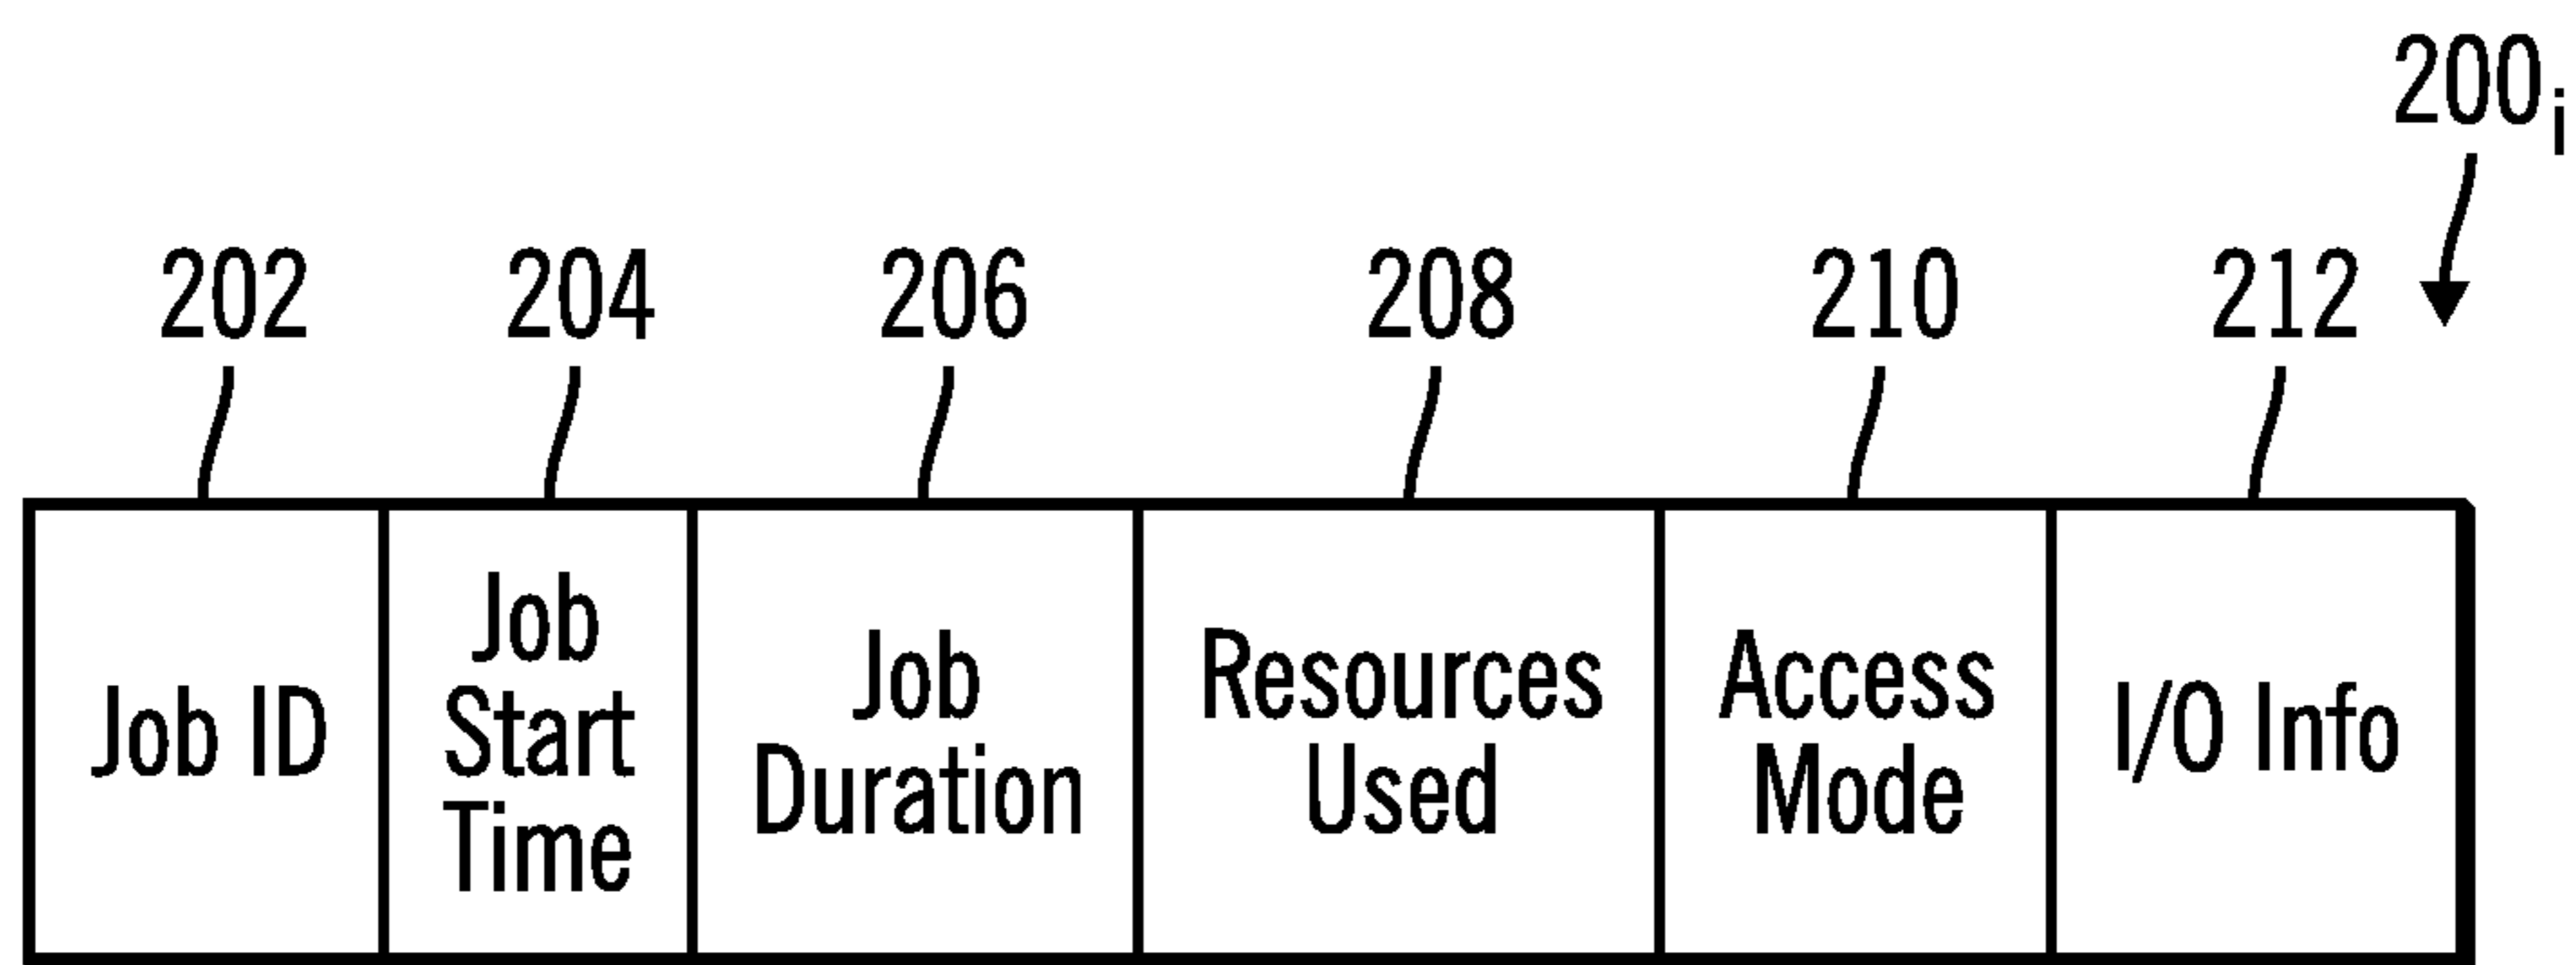 200i
202 204 206 208 210 212
Job ID
Job
Start
Time
Job
Duration
Resources
Used
Access
Mode
I/O Info